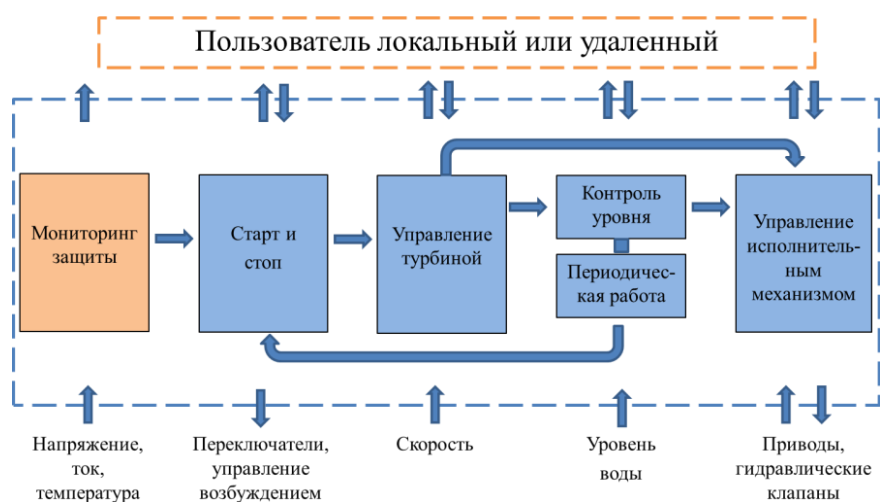 Пользователь локальный или удаленный
Мониторинг
защиты
Старт и
стоп
Управление
турбиной
Контроль
уровня
Периодичес-
кая работа
Управление
исполнитель-
ным
механизмом
Напряжение,
ток,
температура
Переключатели,
управление
возбуждением
Скорость
Уровень
воды
Приводы,
гидравлические
клапаны